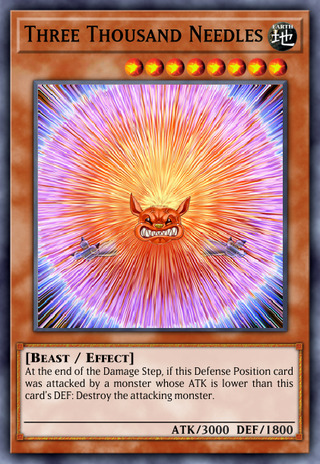 Three Thousand Needles
EARTH
地
[Beast / Effect]
At the end of the Damage Step, if this Defense Position card
was attacked by a monster whose ATK is lower than this
card's DEF: Destroy the attacking monster.
ATK/3000 DEF/1800